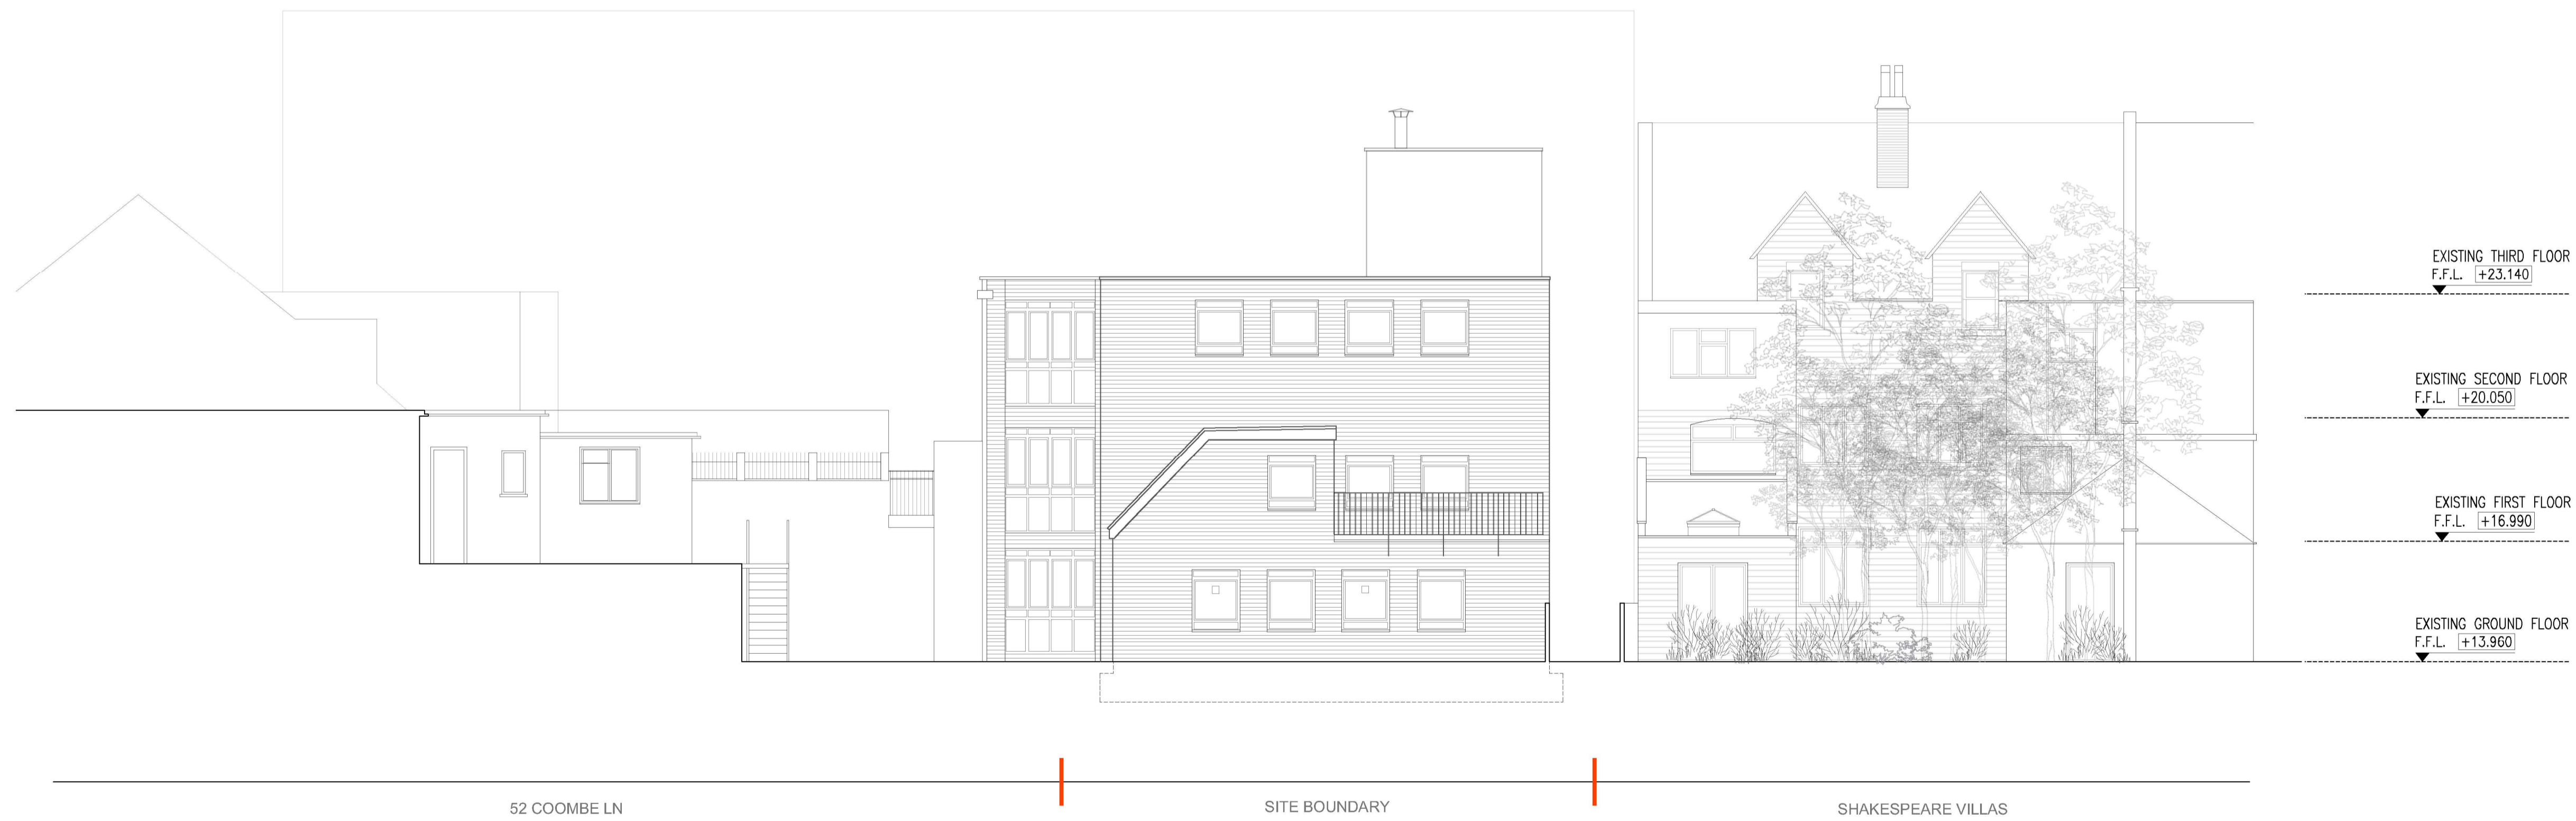 EXISTING THIRD FLOOR
F.F.L. +23.140
EXISTING SECOND FLOOR
F.F.L. +20.050
EXISTING FIRST FLOOR
F.F.L. +16.990
EXISTING GROUND FLOOR
F.F.L. +13.960
52 COOMBE LN
SITE BOUNDARY
SHAKESPEARE VILLAS